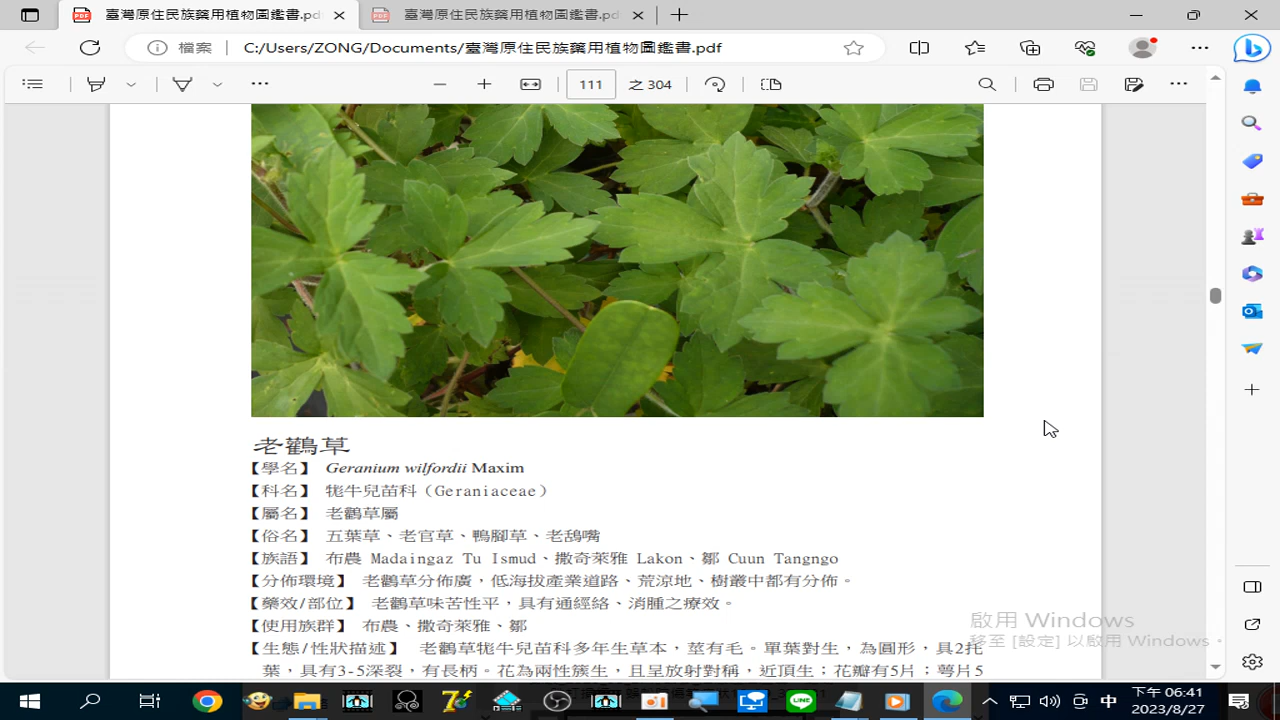 臺灣原住民族藥用植物圖鑑書.pdf
臺灣原住民族藥用植物圖鑑書.pdf
檔案 C:/Users/ZONG/Documents/臺灣原住民族藥用植物圖鑑書.pdf
111 之 304
老鸛草
【學名】 Geranium wilfordii Maxim
【科名】 牻牛兒苗科（Geraniaceae）
【屬名】 老鸛草屬
【俗名】 五葉草、老官草、鴨腳草、老鴰嘴
【族語】 布農 Madaingaz Tu Ismud、撒奇萊雅 Lakon、鄒 Cuun Tangngo
【分佈環境】 老鸛草分佈廣，低海拔產業道路、荒涼地、樹叢中都有分佈。
【藥效/部位】 老鸛草味苦性平，具有通經絡、消腫之療效。
【使用族群】 布農、撒奇萊雅、鄒
【生態/性狀描述】 老鸛草牻牛兒苗科多年生草本，莖有毛。單葉對生，為圓形，具2托
葉，具有3-5深裂，有長柄。花為兩性簇生，且呈放射對稱，近頂生；花瓣有5片；萼片5
啟用 Windows
移至 [設定] 以啟用 Windows。
中
下午 06:41
2023/8/27